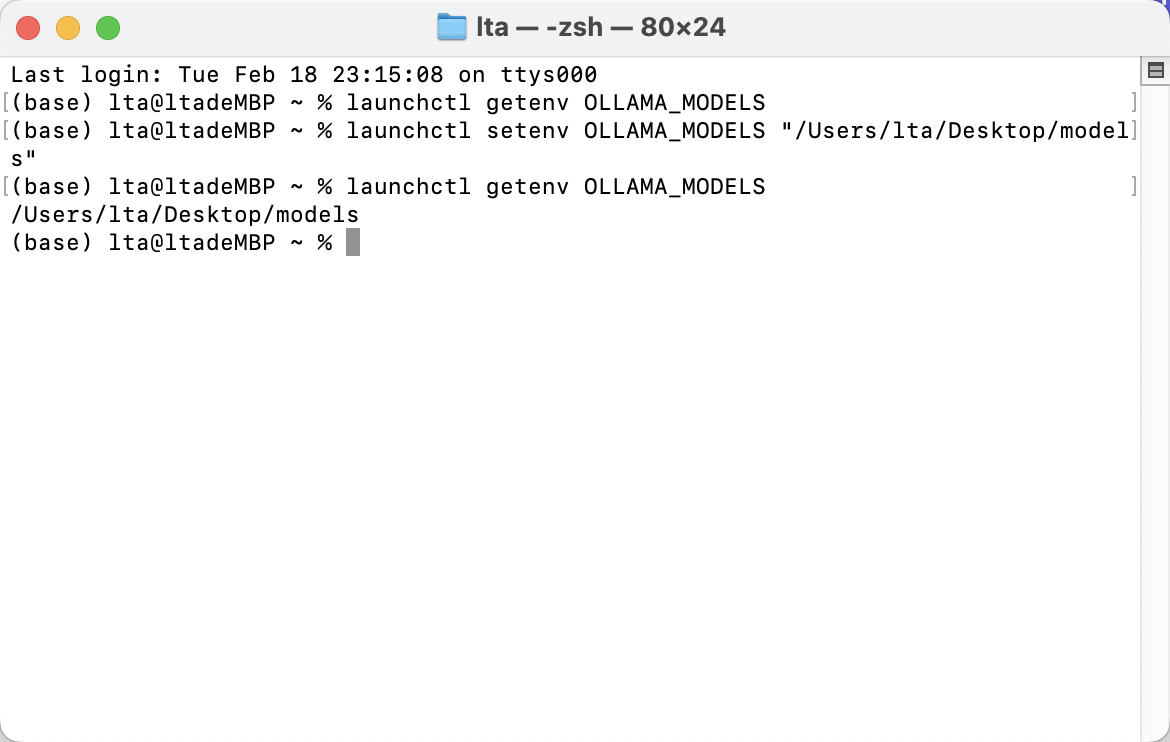 lta — -zsh — 80×24
Last login: Tue Feb 18 23:15:08 on ttys000
[(base) lta@ltadeMBP ~ % launchctl getenv OLLAMA_MODELS ]
[(base) lta@ltadeMBP ~ % launchctl setenv OLLAMA_MODELS "/Users/lta/Desktop/model]
s"
[(base) lta@ltadeMBP ~ % launchctl getenv OLLAMA_MODELS ]
/Users/lta/Desktop/models
(base) lta@ltadeMBP ~ %